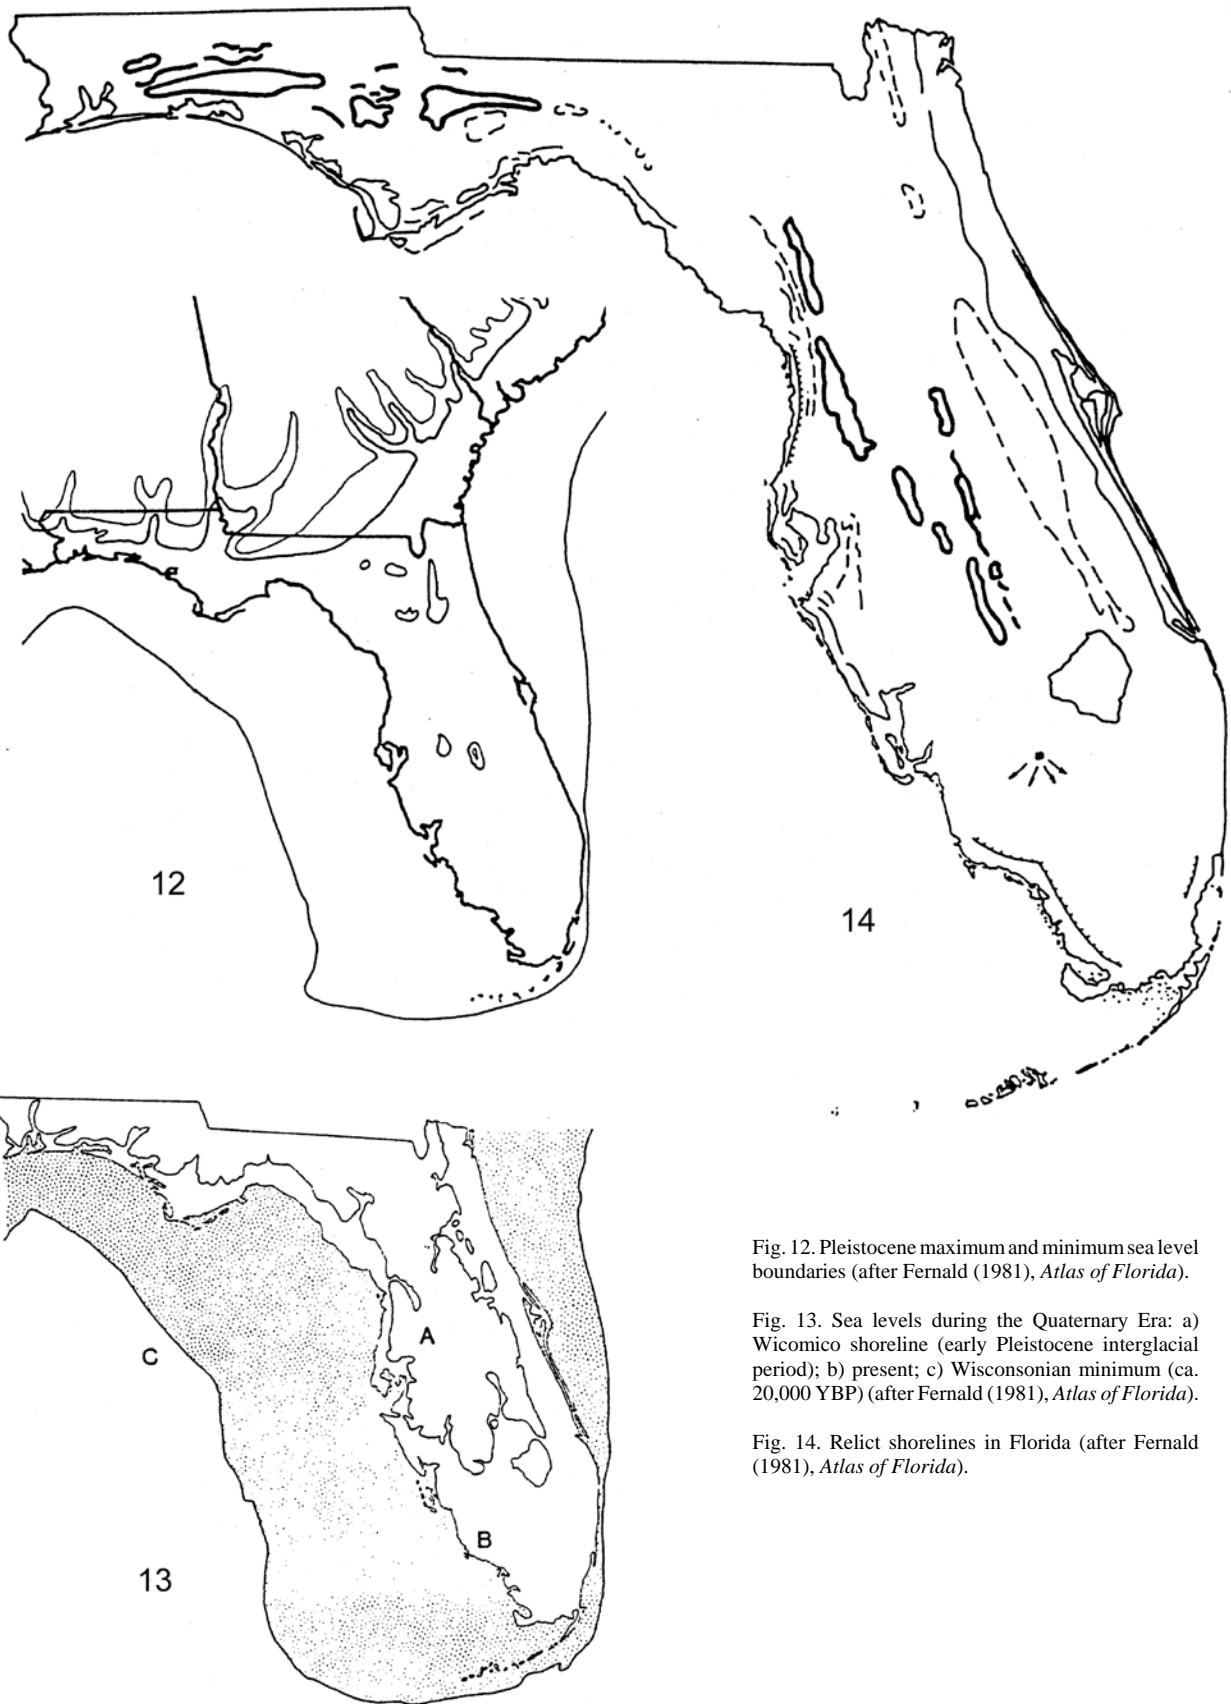 12
14
C
A
B
13
Fig. 12. Pleistocene maximum and minimum sea level
boundaries (after Fernald (1981), Atlas of Florida).
Fig. 13. Sea levels during the Quaternary Era: a)
Wicomico shoreline (early Pleistocene interglacial
period); b) present; c) Wisconsonian minimum (ca.
20,000 YBP) (after Fernald (1981), Atlas of Florida).
Fig. 14. Relict shorelines in Florida (after Fernald
(1981), Atlas of Florida).